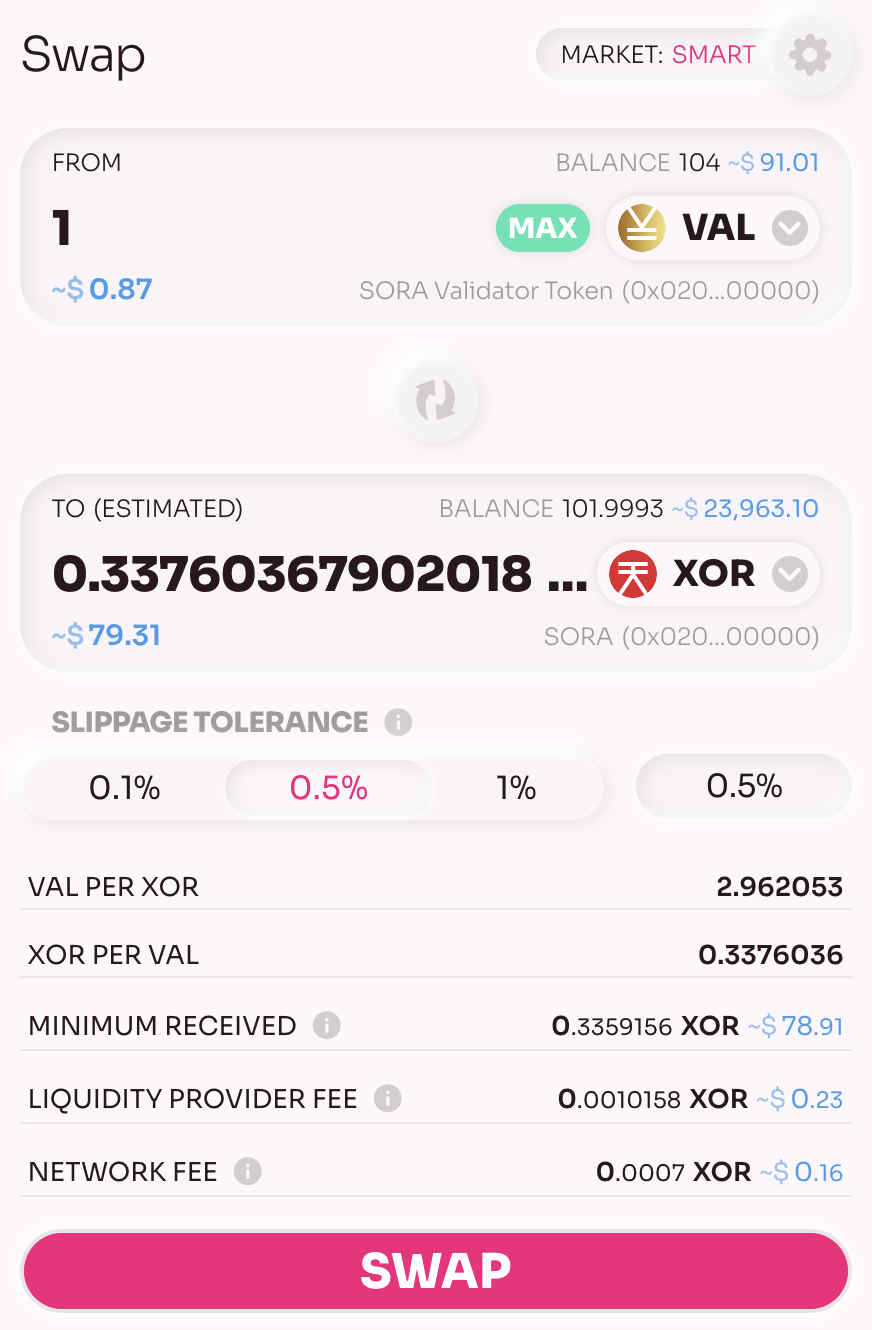 Swap
MARKET: SMART
FROM
BALANCE 104 ~$ 91.01
1
MAX
VAL
~$ 0.87
SORA Validator Token (0x020...00000)
TO (ESTIMATED)
BALANCE 101.9993 ~$ 23,963.10
0.33760367902018 ...
XOR
~$ 79.31
SORA (0x020...00000)
SLIPPAGE TOLERANCE
0.1% 0.5% 1% 0.5%
VAL PER XOR 2.962053
XOR PER VAL 0.3376036
MINIMUM RECEIVED 0.3359156 XOR ~$ 78.91
LIQUIDITY PROVIDER FEE 0.0010158 XOR ~$ 0.23
NETWORK FEE 0.0007 XOR ~$ 0.16
SWAP